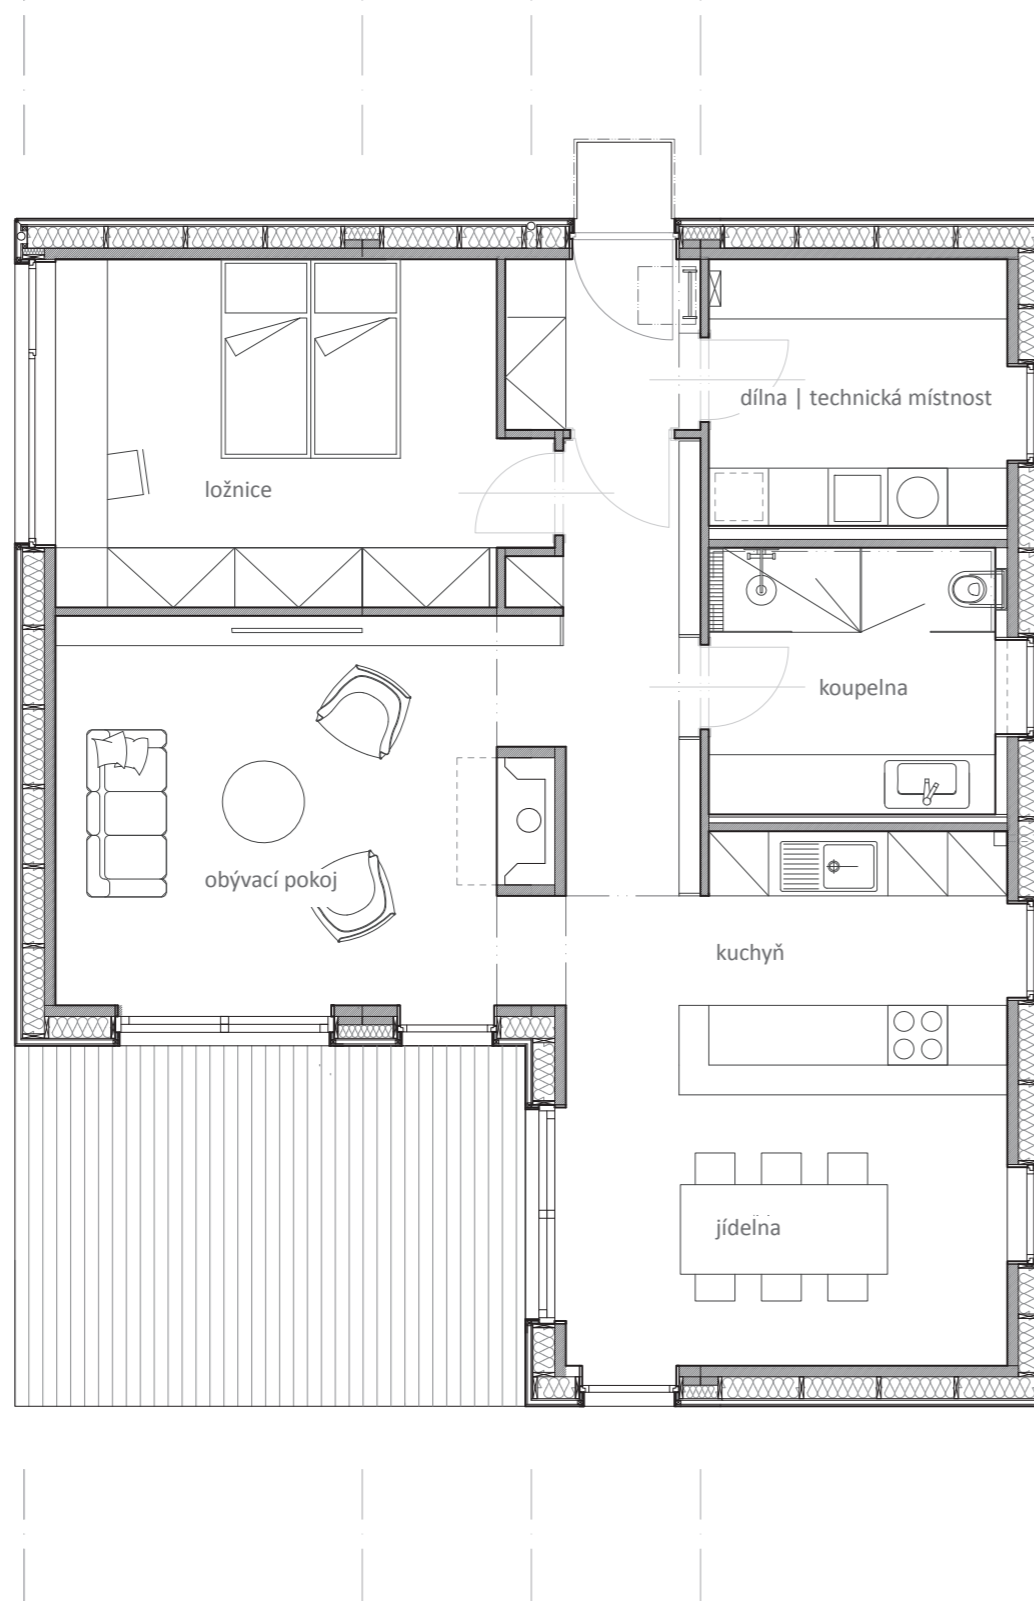 dílna | technická místnost
ložnice
koupelna
obývací pokoj
kuchyň
jídelna